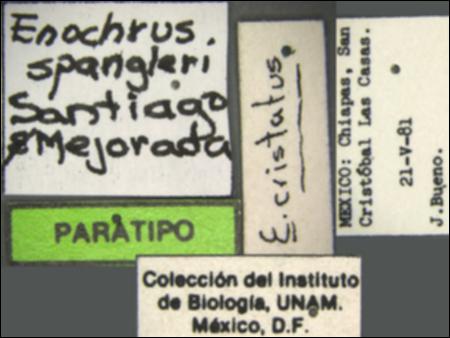 Enochrus.
spangleri
Santiago
& Mejorada
PARATIPO
E. cristatus.
MEXICO: Chiapas, San
Cristóbal Las Casas.
21-V-81
J.Bueno.
Colección del Instituto
de Biología, UNAM.
México, D.F.